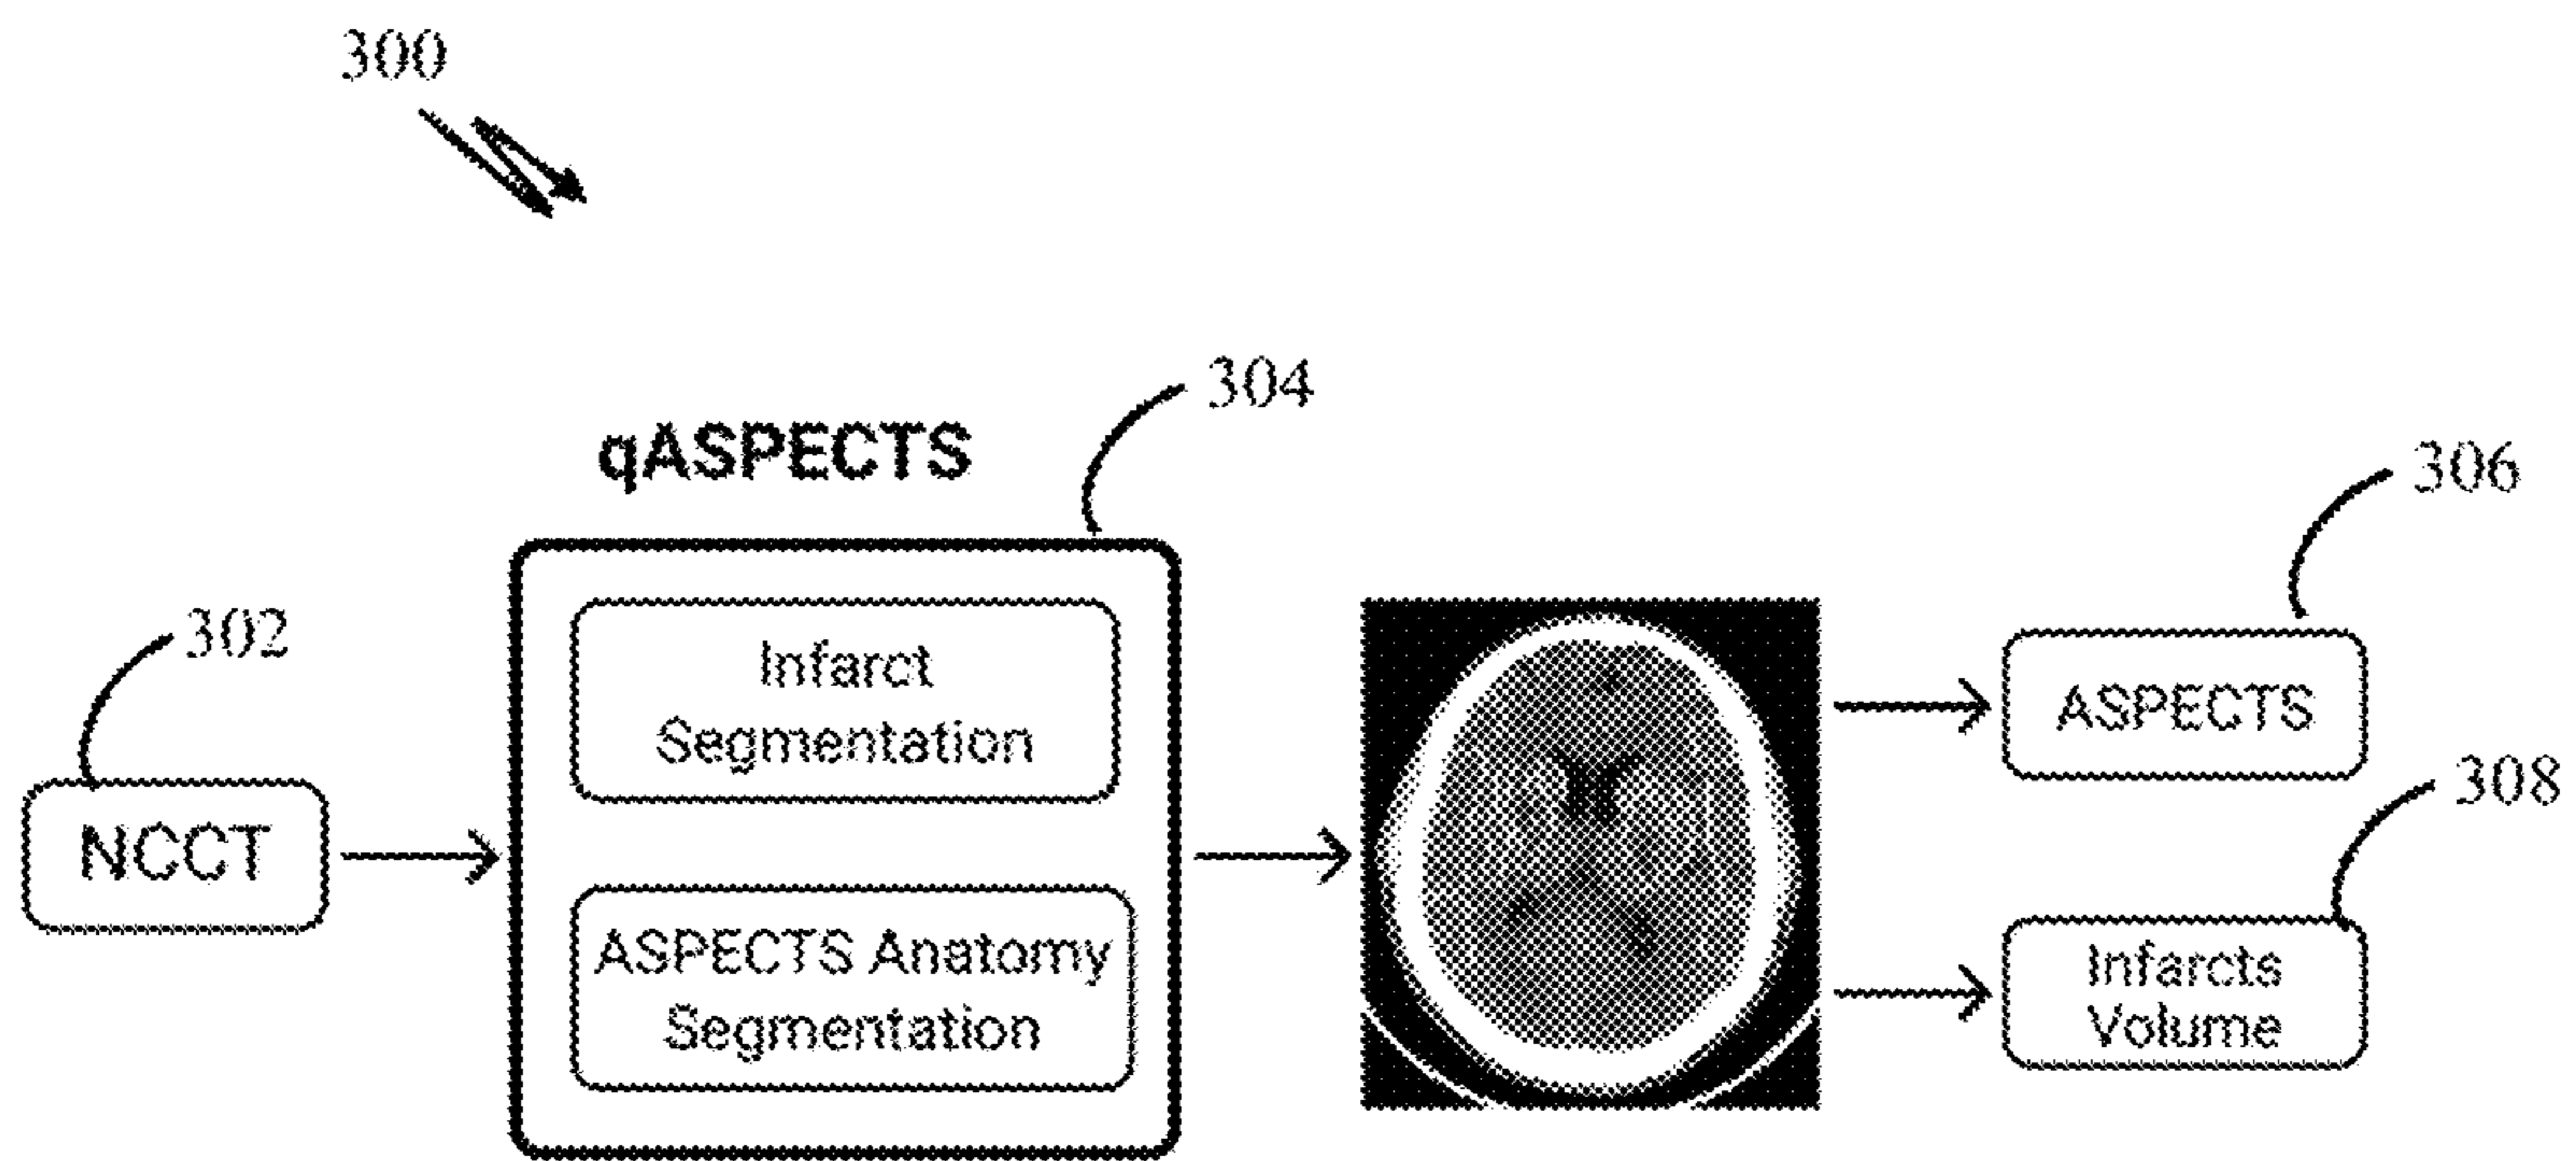 300
304
qASPECTS
306
302
Infarct
Segmentation
ASPECTS
308
NCCT
ASPECTS Anatomy
Segmentation
Infarcts
Volume